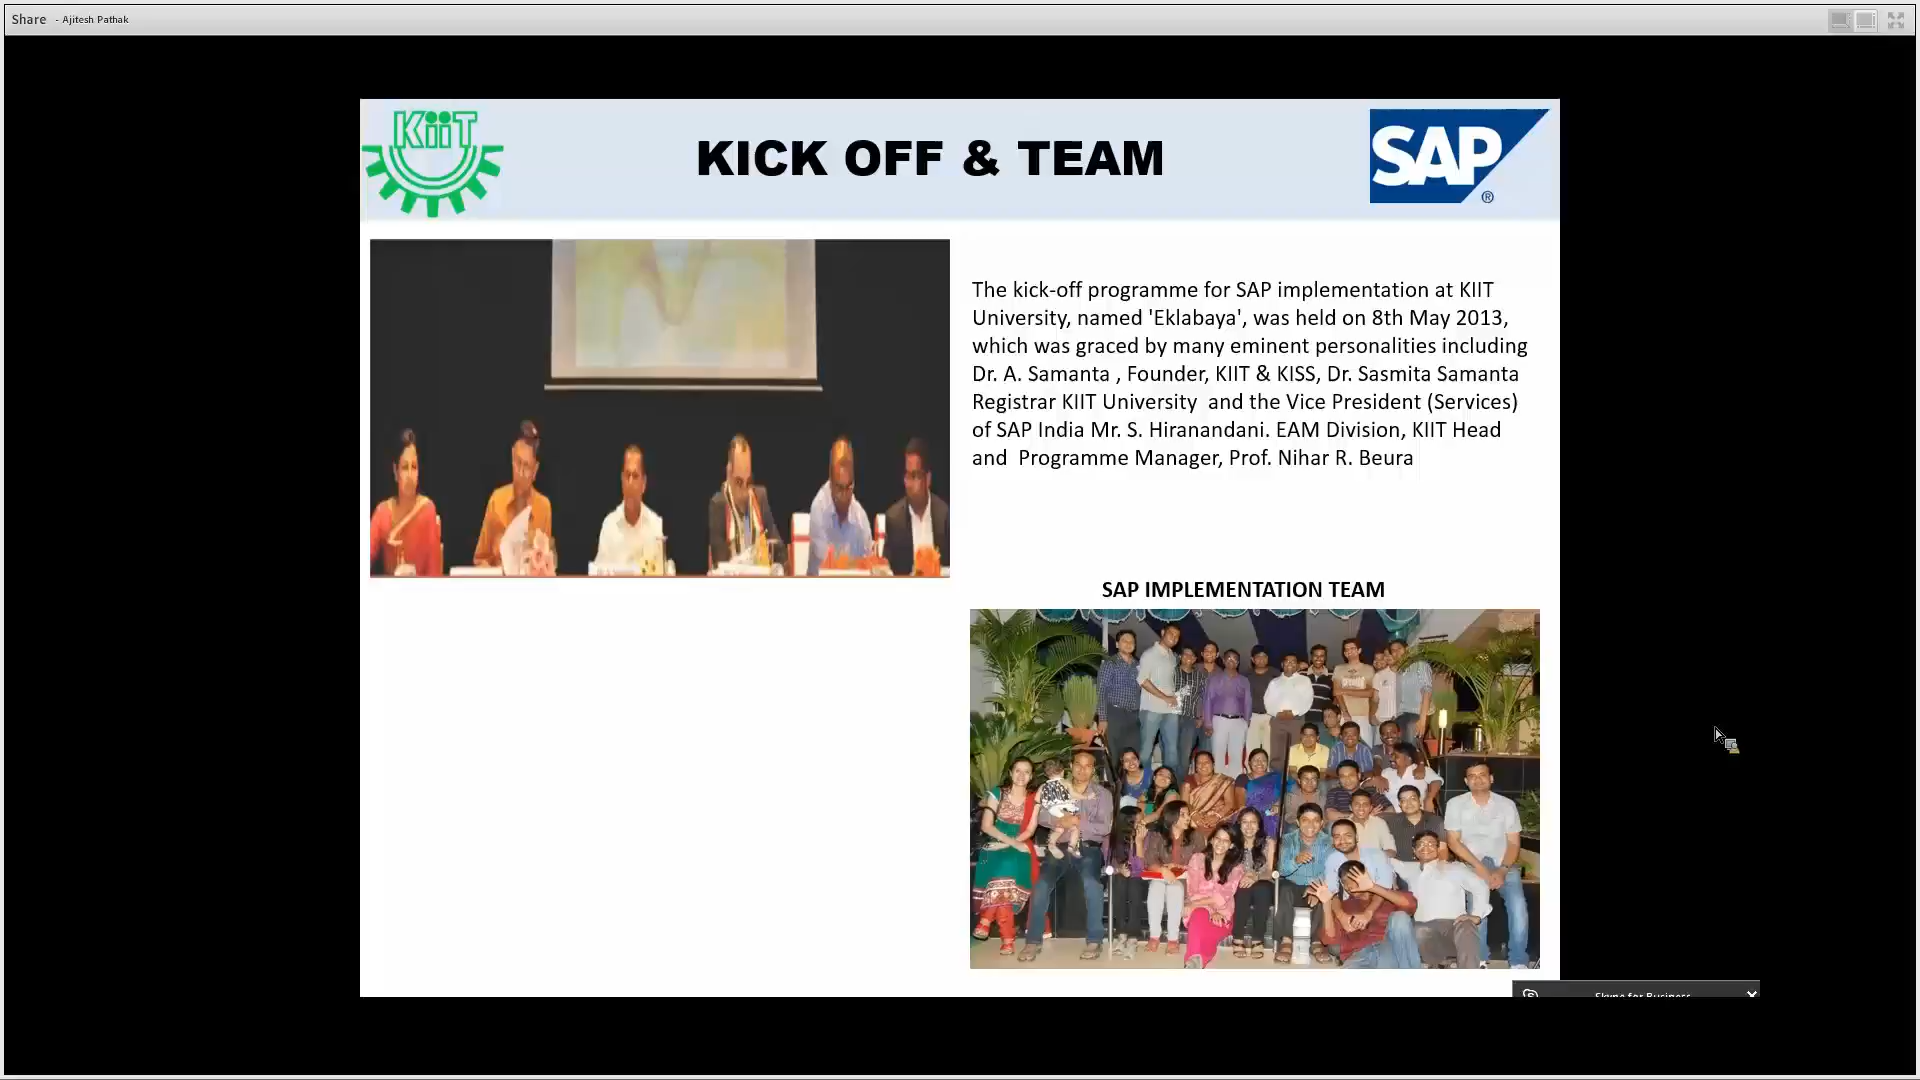 Share - Ajitesh Pathak
KiiT
KICK OFF & TEAM
SAP
®
The kick-off programme for SAP implementation at KIIT
University, named 'Eklabaya', was held on 8th May 2013,
which was graced by many eminent personalities including
Dr. A. Samanta , Founder, KIIT & KISS, Dr. Sasmita Samanta
Registrar KIIT University and the Vice President (Services)
of SAP India Mr. S. Hiranandani. EAM Division, KIIT Head
and Programme Manager, Prof. Nihar R. Beura
SAP IMPLEMENTATION TEAM
Skype for Business